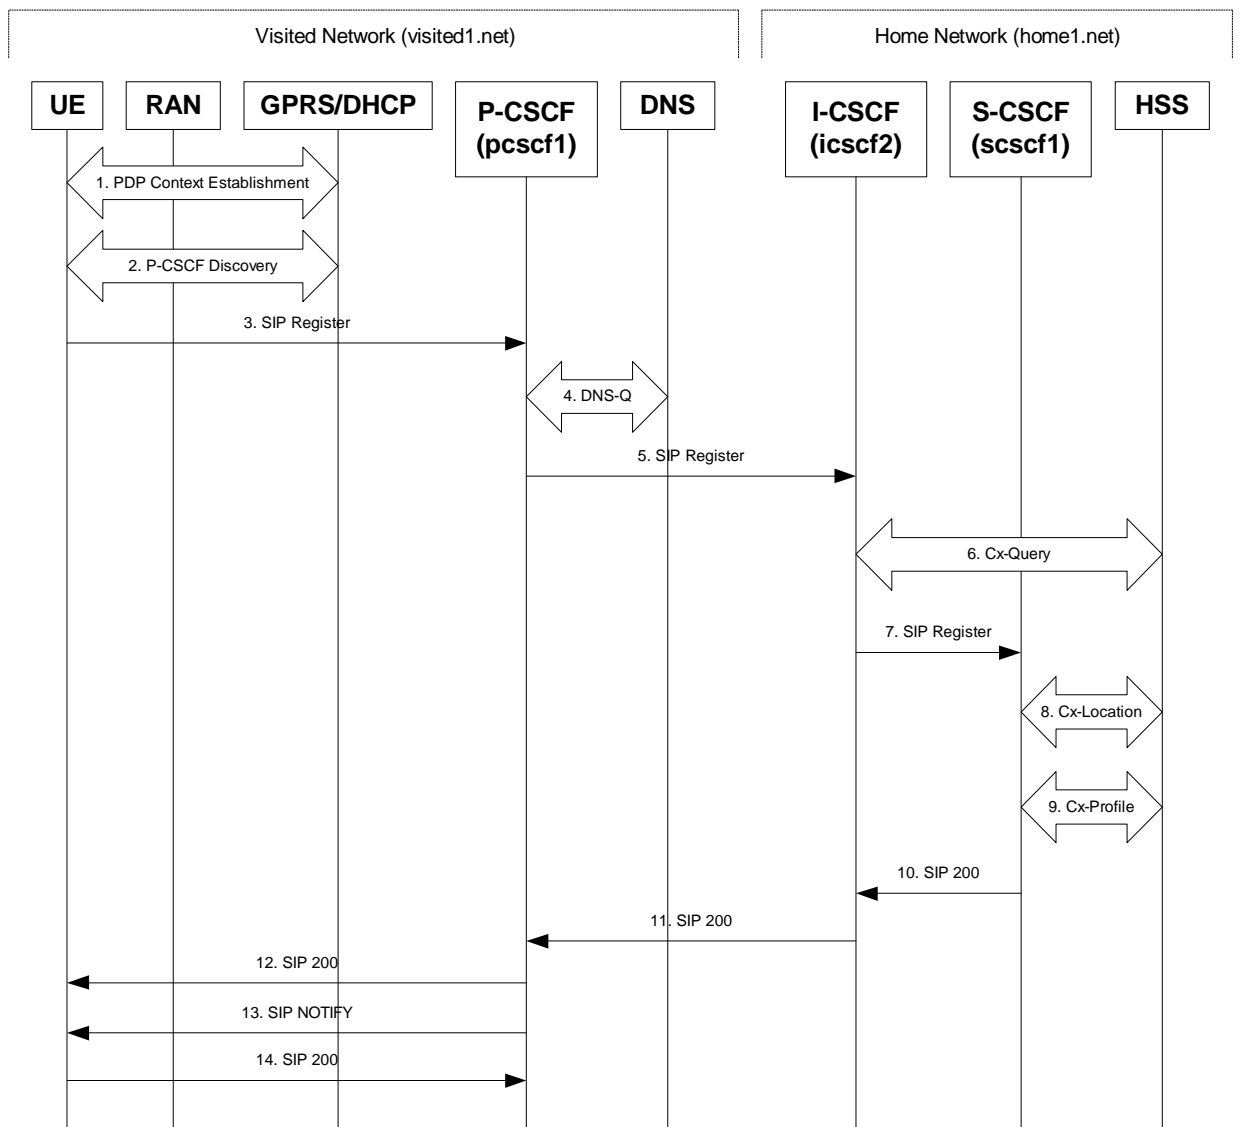 Visited Network (visited1.net)
Home Network (home1.net)
UE
RAN
GPRS/DHCP
P-CSCF
(pcscf1)
DNS
I-CSCF
(icscf2)
S-CSCF
(scscf1)
HSS
1. PDP Context Establishment
2. P-CSCF Discovery
3. SIP Register
4. DNS-Q
5. SIP Register
6. Cx-Query
7. SIP Register
8. Cx-Location
9. Cx-Profile
10. SIP 200
11. SIP 200
12. SIP 200
13. SIP NOTIFY
14. SIP 200